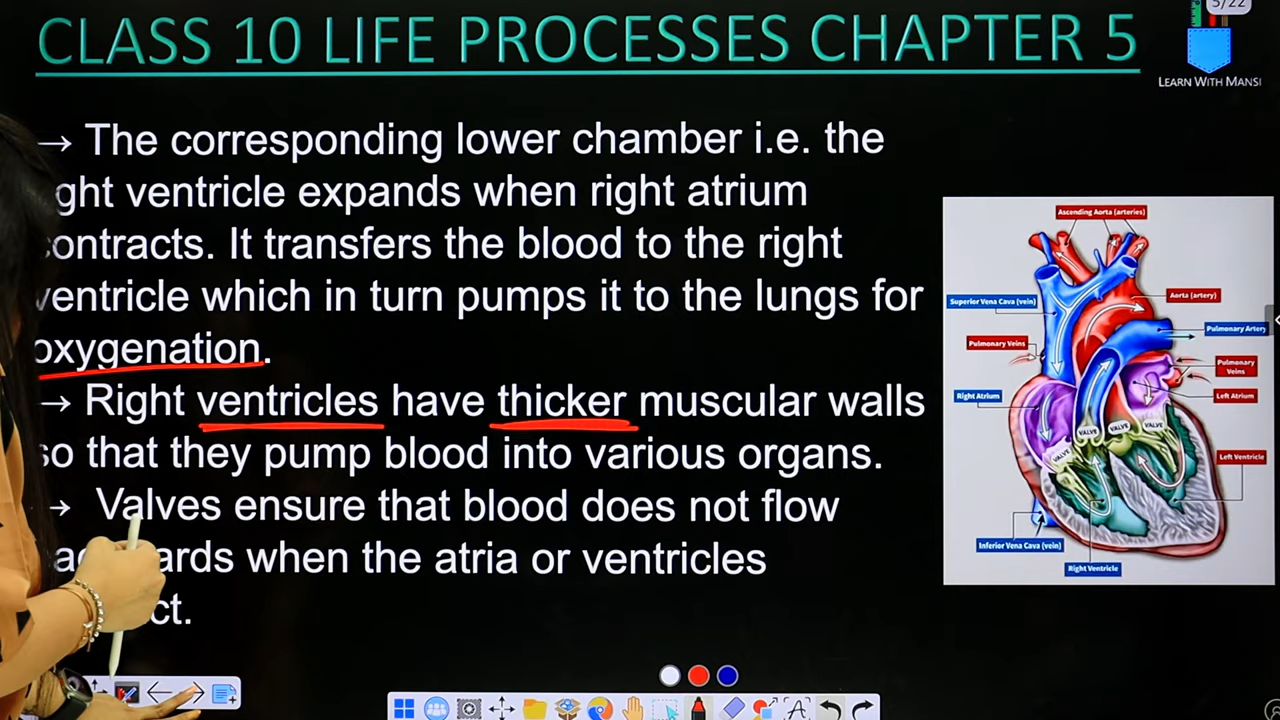 CLASS 10 LIFE PROCESSES CHAPTER 5
5/22
LEARN WITH MANSI
→ The corresponding lower chamber i.e. the
ght ventricle expands when right atrium
ontracts. It transfers the blood to the right
ventricle which in turn pumps it to the lungs for
oxygenation.
→ Right ventricles have thicker muscular walls
so that they pump blood into various organs.
→ Valves ensure that blood does not flow
ards when the atria or ventricles
ct.
Ascending Aorta (arteries)
Superior Vena Cava (vein)
Aorta (artery)
Pulmonary Artery
Pulmonary Veins
Pulmonary
Veins
Right Atrium
Left Atrium
VALVE
VALVE
VALVE
VALVE
Left Ventricle
Inferior Vena Cava (vein)
Right Ventricle